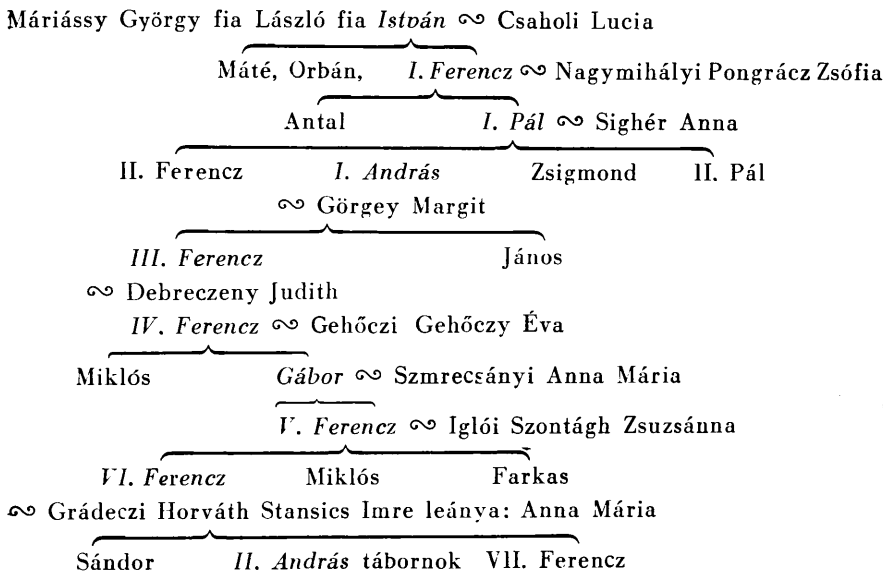 Máriássy György fia László fia István ∾ Csaholi Lucia
Máté, Orbán, I. Ferencz ∾ Nagymihályi Pongrácz Zsófia
Antal I. Pál ∾ Sighér Anna
II. Ferencz I. András Zsigmond II. Pál
∾ Görgey Margit
III. Ferencz János
∾ Debreczeny Judith
IV. Ferencz ∾ Gehőczi Gehőczy Éva
Miklós Gábor ∾ Szmrecsányi Anna Mária
V. Ferencz ∾ Iglói Szontágh Zsuzsánna
VI. Ferencz Miklós Farkas
∾ Grádeczi Horváth Stansics Imre leánya: Anna Mária
Sándor II. András tábornok VII. Ferencz